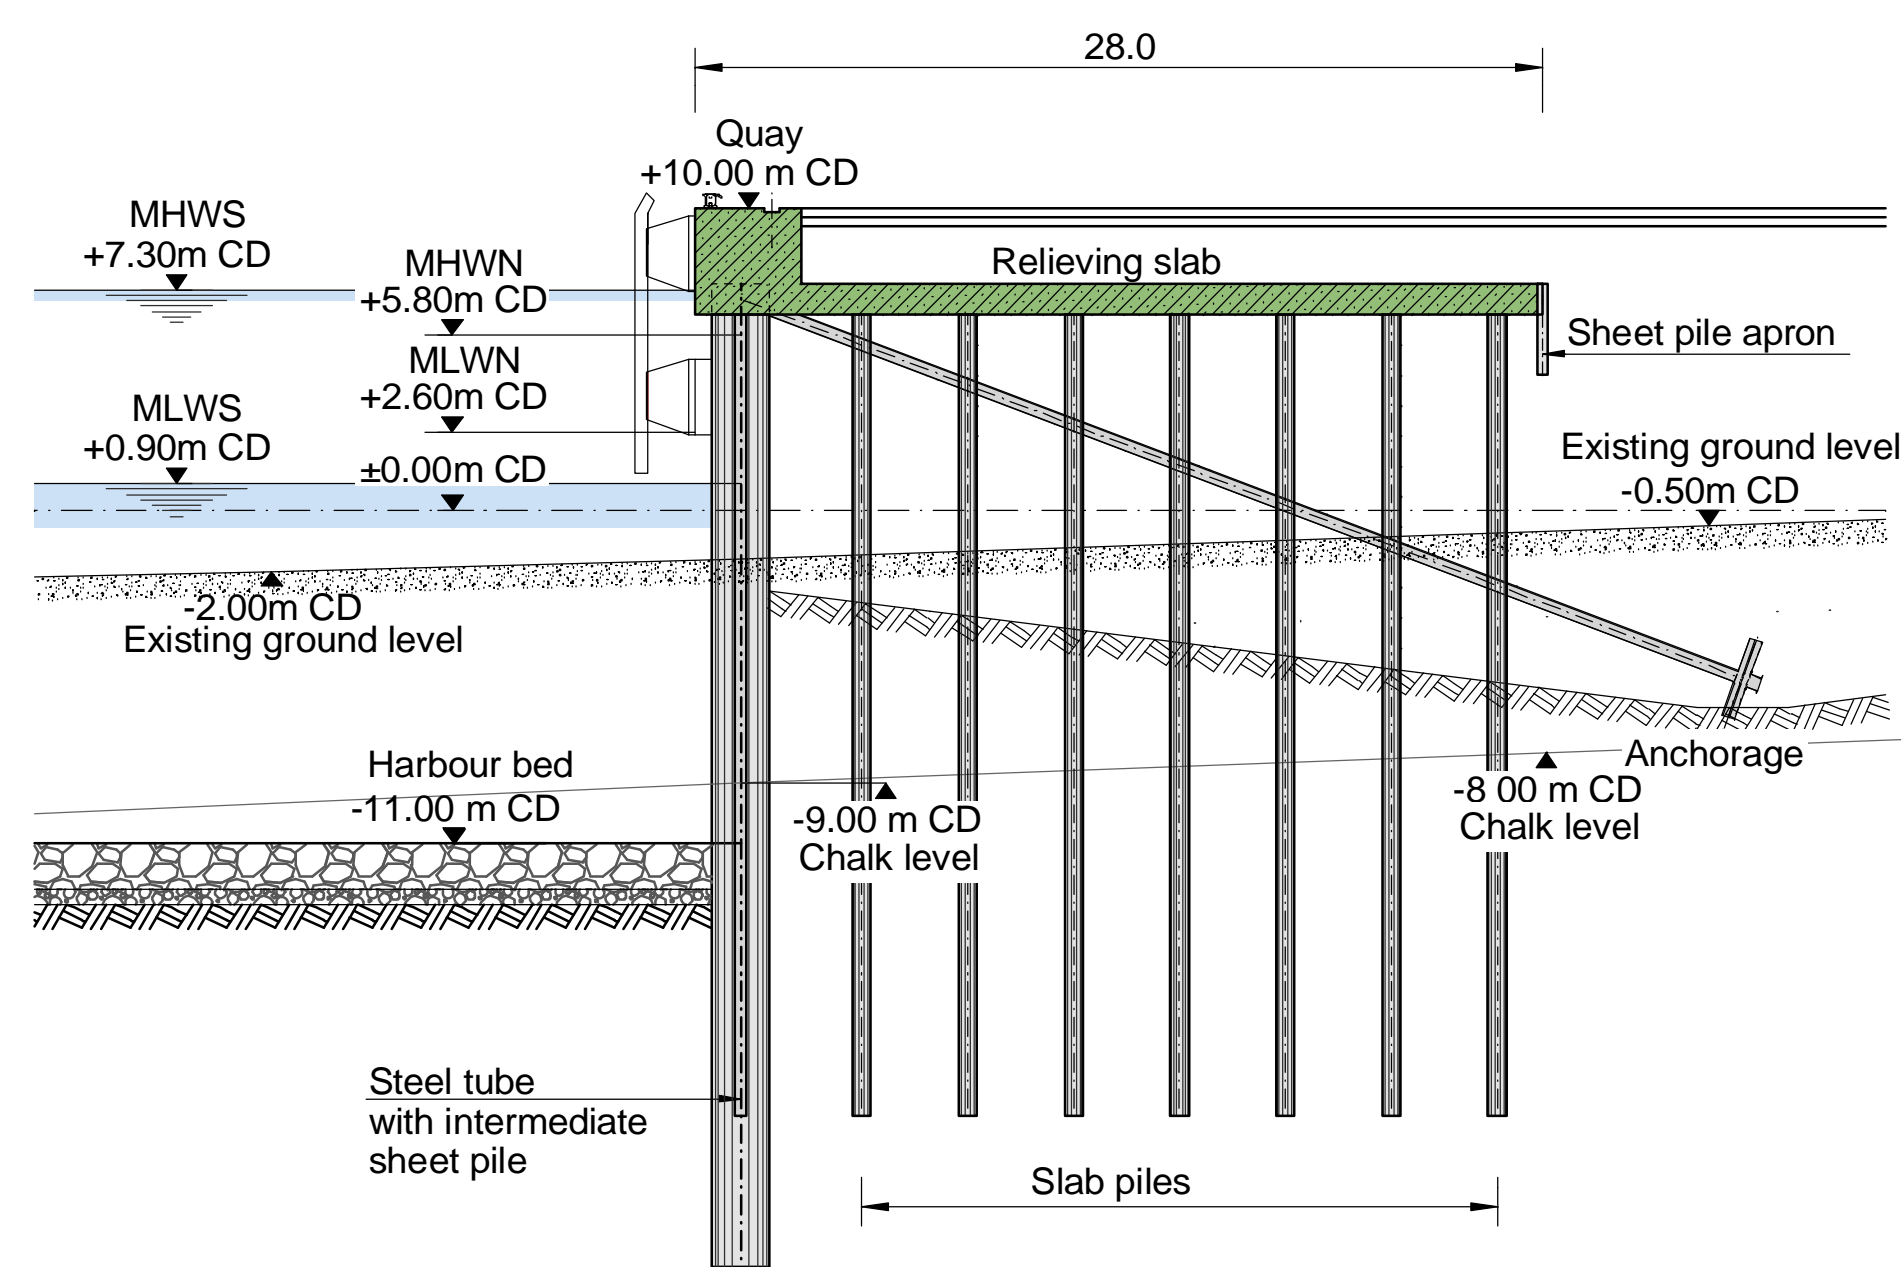 28.0
Quay
+10.00 m CD
MHWS
+7.30m CD
MHWN
+5.80m CD
Relieving slab
Sheet pile apron
MLWN
+2.60m CD
MLWS
+0.90m CD
±0.00m CD
Existing ground level
-0.50m CD
-2.00m CD
Existing ground level
Harbour bed
-11.00 m CD
-9.00 m CD
Chalk level
Anchorage
-8 00 m CD
Chalk level
Steel tube
with intermediate
sheet pile
Slab piles